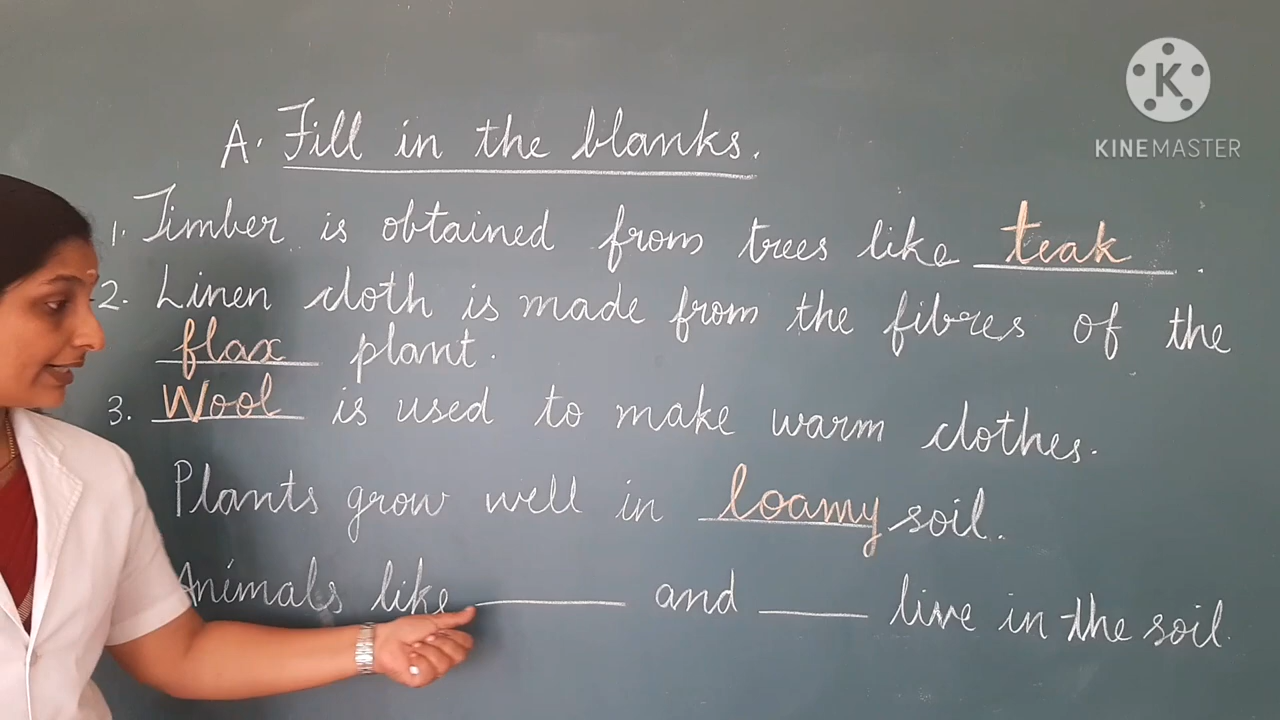 K
KINEMASTER
A. Fill in the blanks.
1. Timber is obtained from trees like teak.
2. Linen cloth is made from the fibres of the
flax plant.
3. Wool is used to make warm clothes.
Plants grow well in loamy soil.
Animals like ______ and ______ live in the soil.